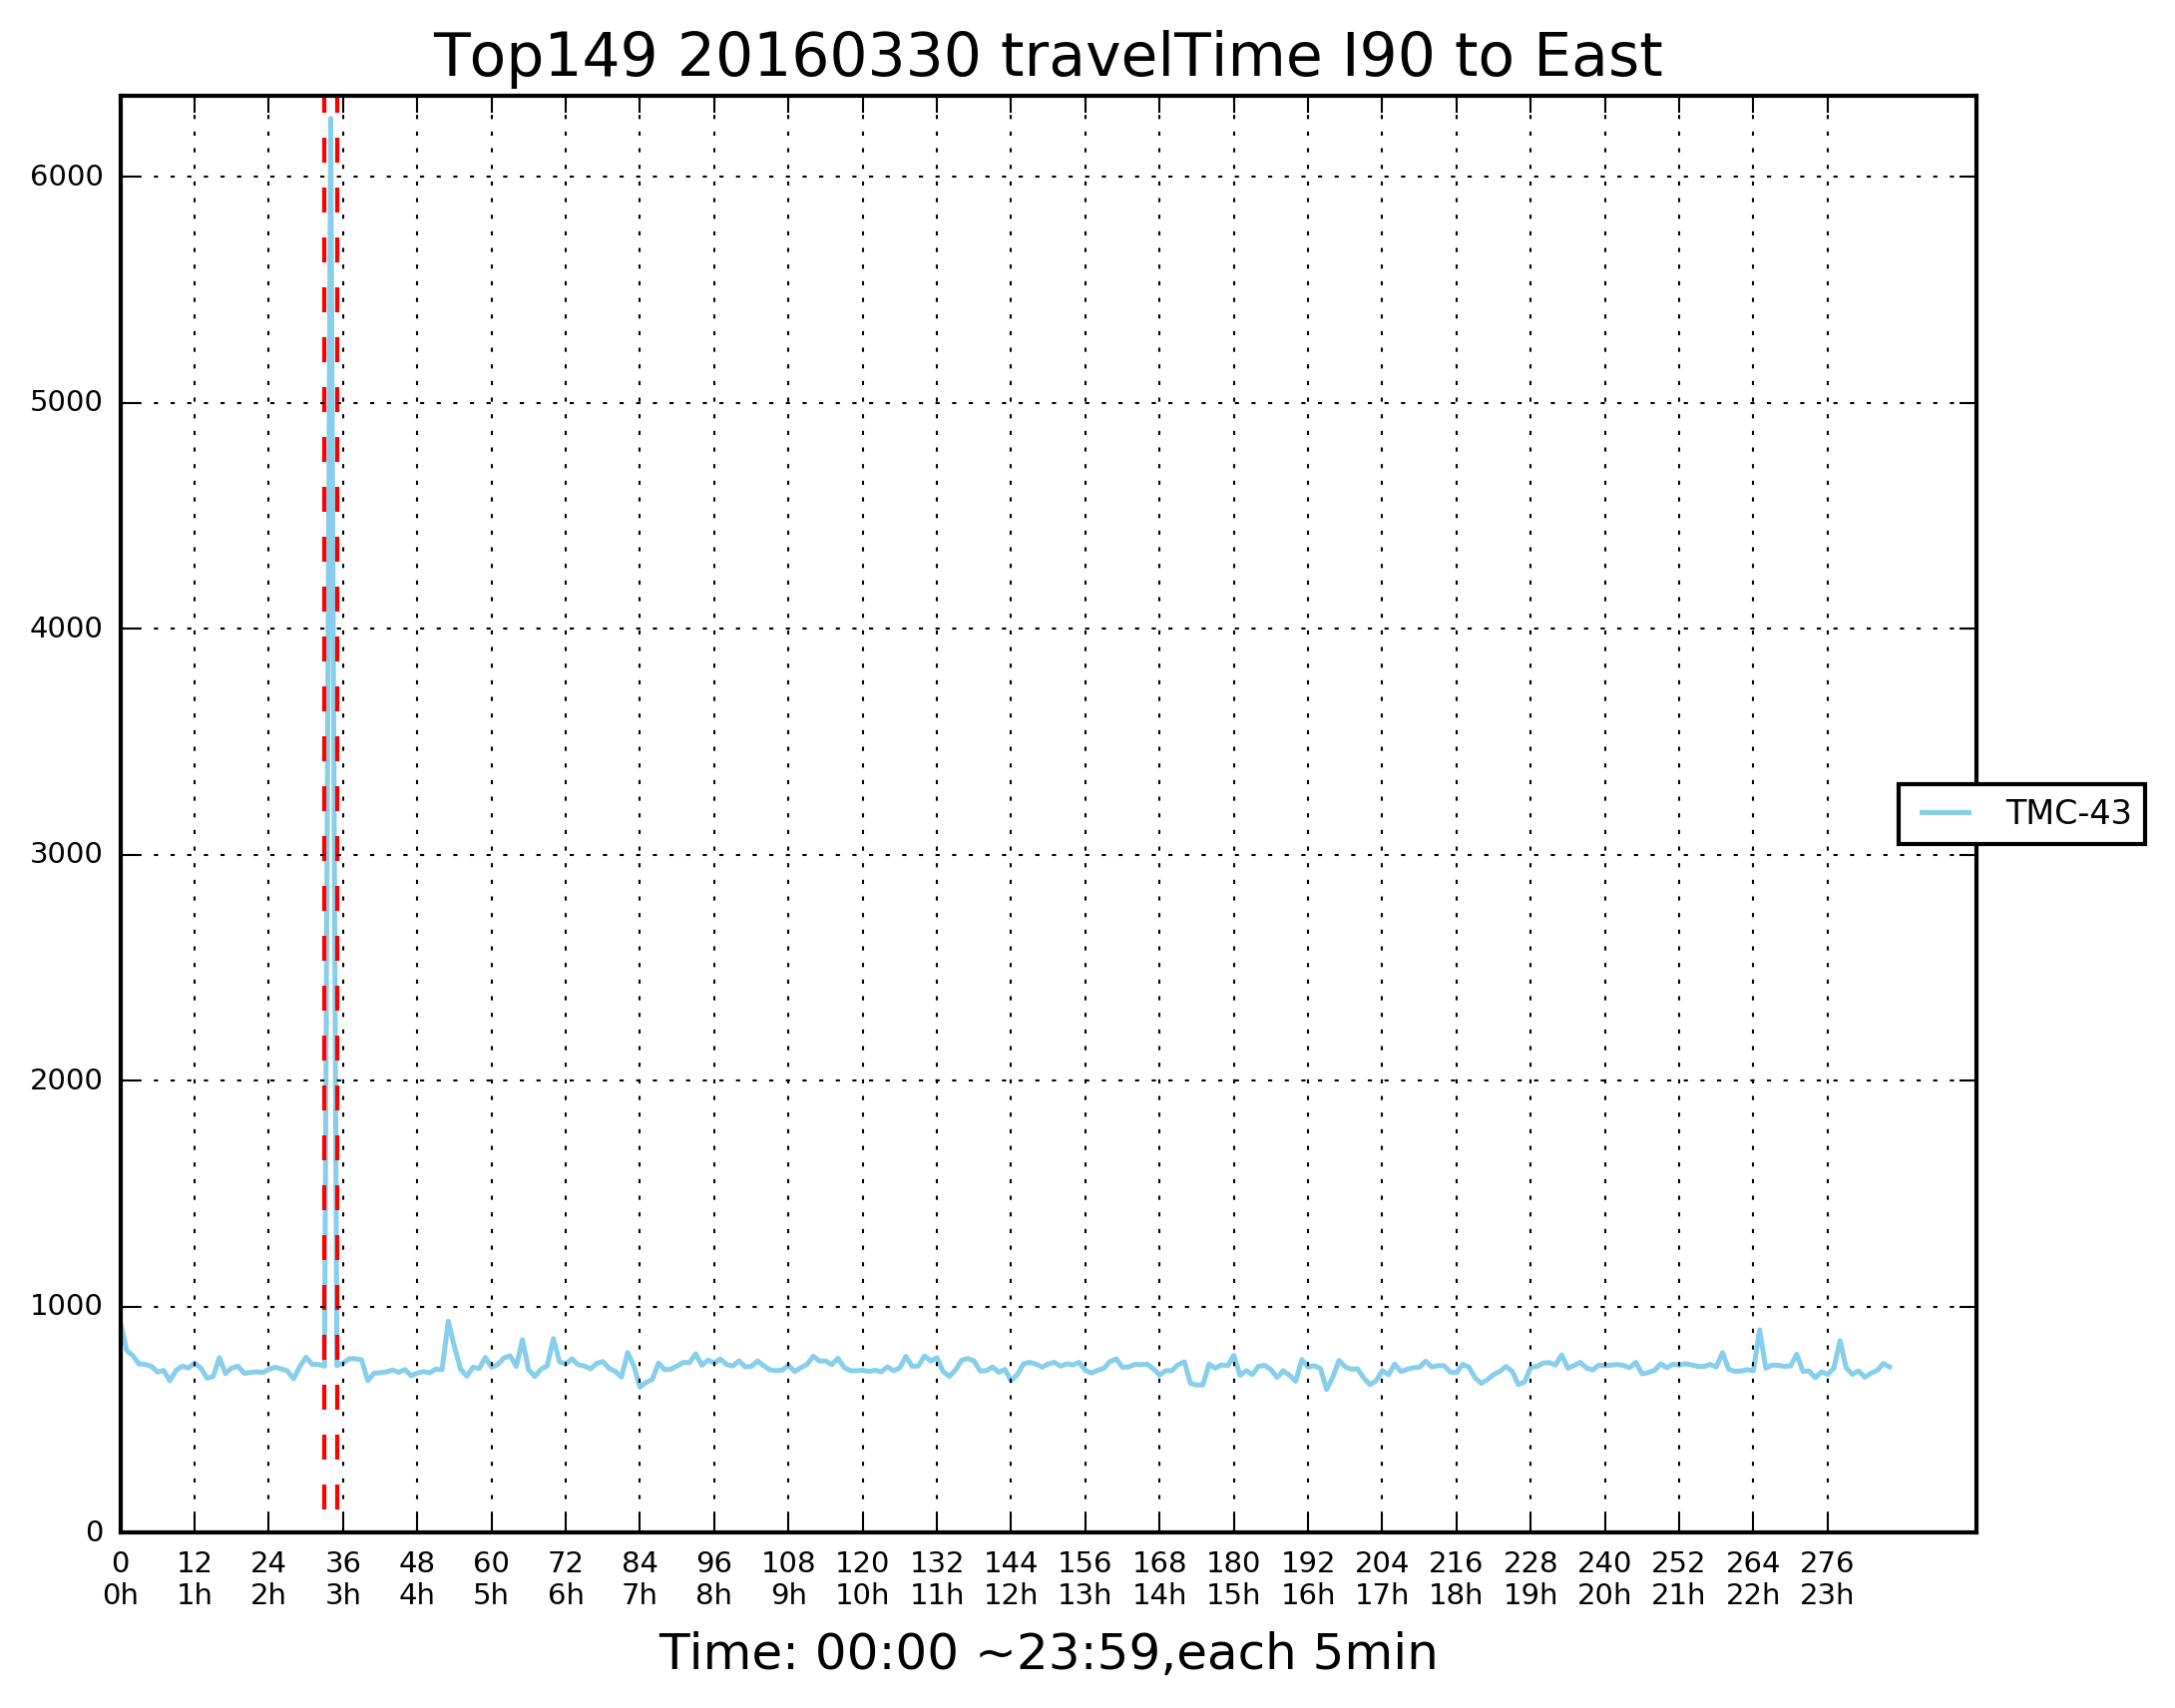 Top149 20160330 travelTime I90 to East
6000
5000
4000
3000
2000
1000
0
TMC-43
0 12 24 36 48 60 72 84 96 108 120 132 144 156 168 180 192 204 216 228 240 252 264 276
0h 1h 2h 3h 4h 5h 6h 7h 8h 9h 10h 11h 12h 13h 14h 15h 16h 17h 18h 19h 20h 21h 22h 23h
Time: 00:00 ~23:59,each 5min